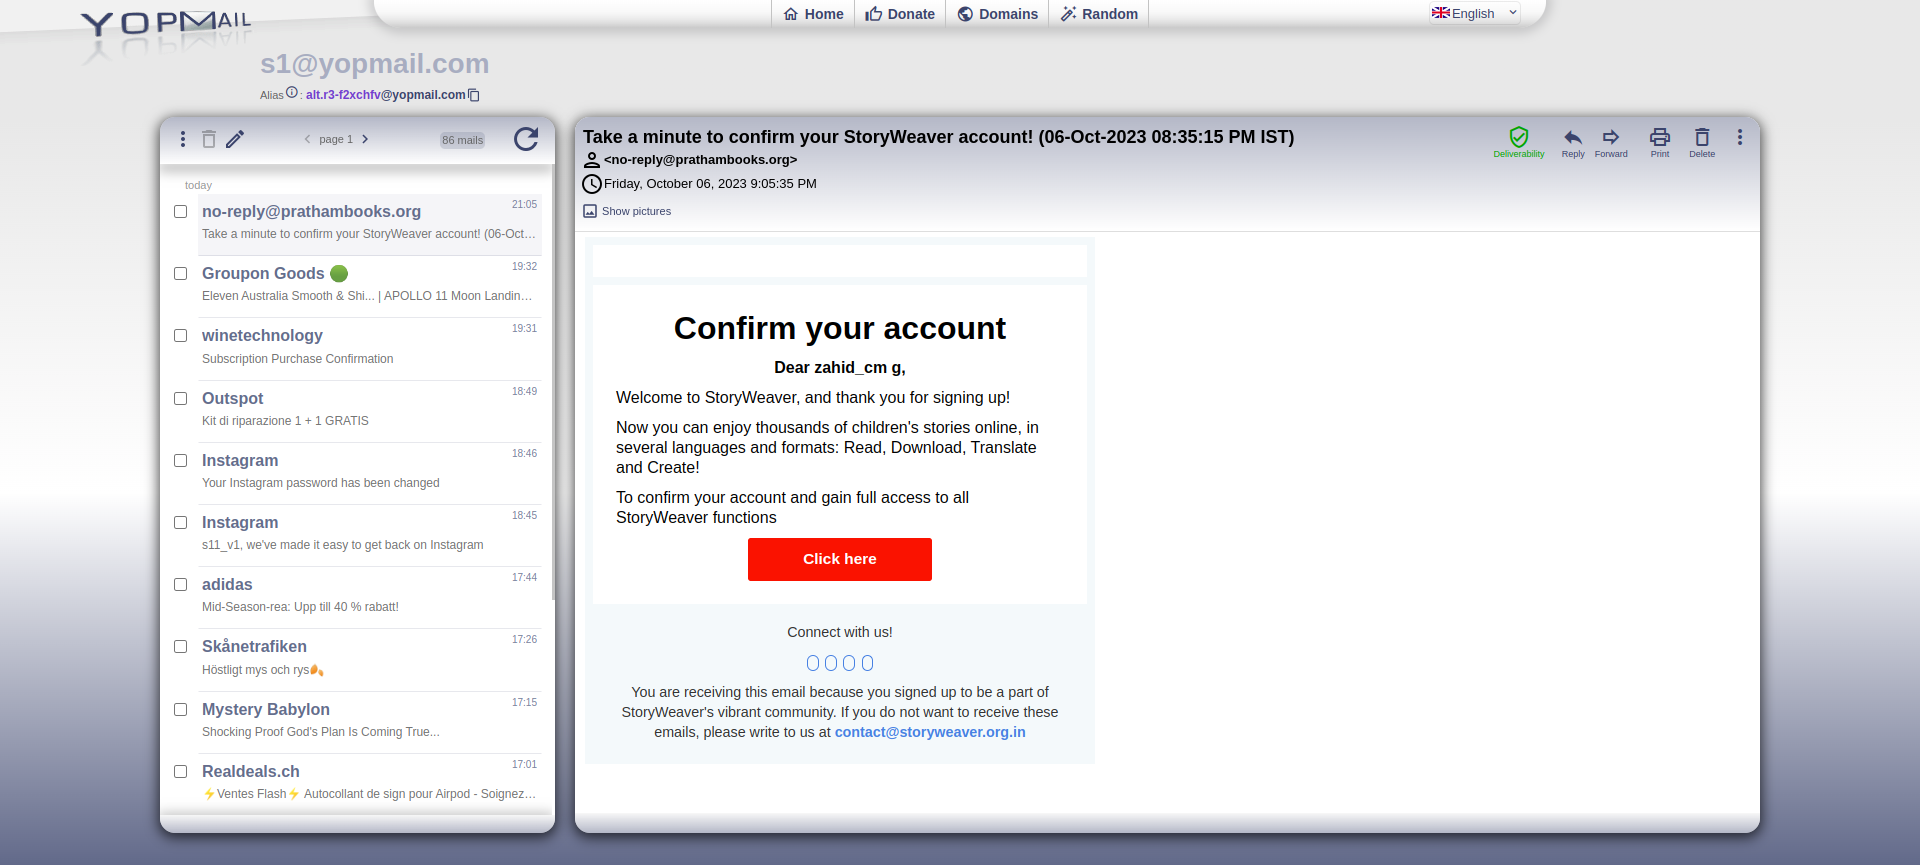 YOPMAIL
Home
Donate
Domains
Random
English
s1@yopmail.com
Alias : alt.r3-f2xchfv@yopmail.com
page 1
86 mails
today
no-reply@prathambooks.org 21:05
Take a minute to confirm your StoryWeaver account! (06-Oct...
Groupon Goods 🟢 19:32
Eleven Australia Smooth & Shi... | APOLLO 11 Moon Landin...
winetechnology 19:31
Subscription Purchase Confirmation
Outspot 18:49
Kit di riparazione 1 + 1 GRATIS
Instagram 18:46
Your Instagram password has been changed
Instagram 18:45
s11_v1, we've made it easy to get back on Instagram
adidas 17:44
Mid-Season-rea: Upp till 40 % rabatt!
Skånetrafiken 17:26
Höstligt mys och rys🍂
Mystery Babylon 17:15
Shocking Proof God's Plan Is Coming True...
Realdeals.ch 17:01
⚡Ventes Flash⚡ Autocollant de sign pour Airpod - Soignez...
Take a minute to confirm your StoryWeaver account! (06-Oct-2023 08:35:15 PM IST)
<no-reply@prathambooks.org>
Friday, October 06, 2023 9:05:35 PM
Show pictures
Deliverability
Reply
Forward
Print
Delete
Confirm your account
Dear zahid_cm g,
Welcome to StoryWeaver, and thank you for signing up!
Now you can enjoy thousands of children's stories online, in
several languages and formats: Read, Download, Translate
and Create!
To confirm your account and gain full access to all
StoryWeaver functions
Click here
Connect with us!
You are receiving this email because you signed up to be a part of
StoryWeaver's vibrant community. If you do not want to receive these
emails, please write to us at contact@storyweaver.org.in